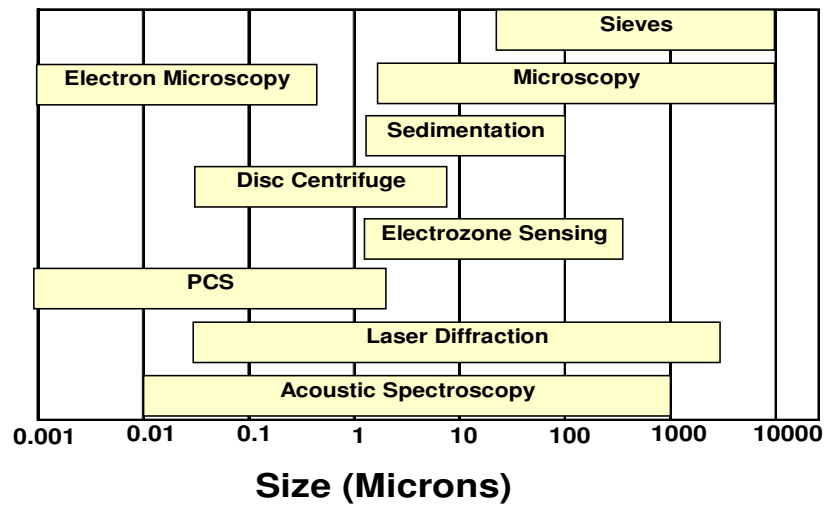 Sieves
Electron Microscopy
Microscopy
Sedimentation
Disc Centrifuge
Electrozone Sensing
PCS
Laser Diffraction
Acoustic Spectroscopy
0.001 0.01 0.1 1 10 100 1000 10000
Size (Microns)